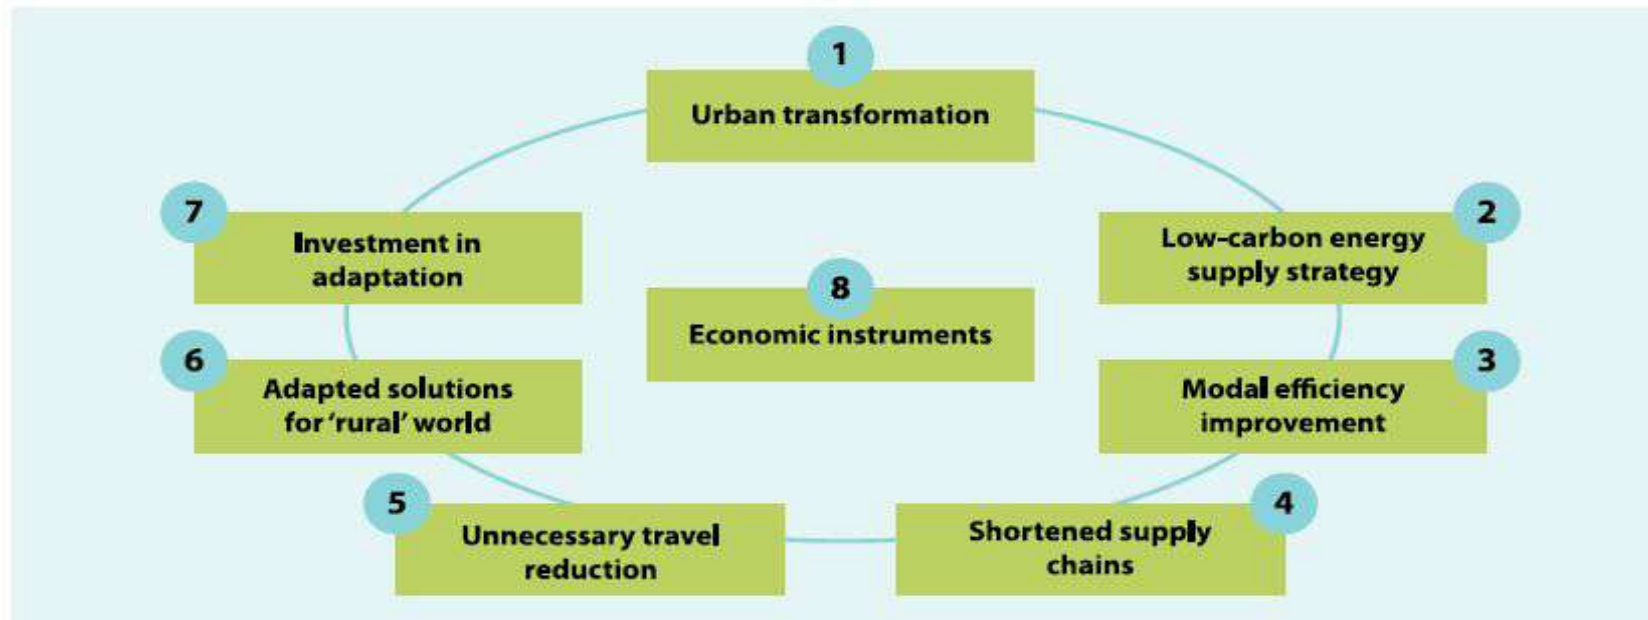 1
Urban transformation
7
Investment in
adaptation
2
Low-carbon energy
supply strategy
8
Economic instruments
6
Adapted solutions
for ‘rural’ world
3
Modal efficiency
improvement
5
Unnecessary travel
reduction
4
Shortened supply
chains